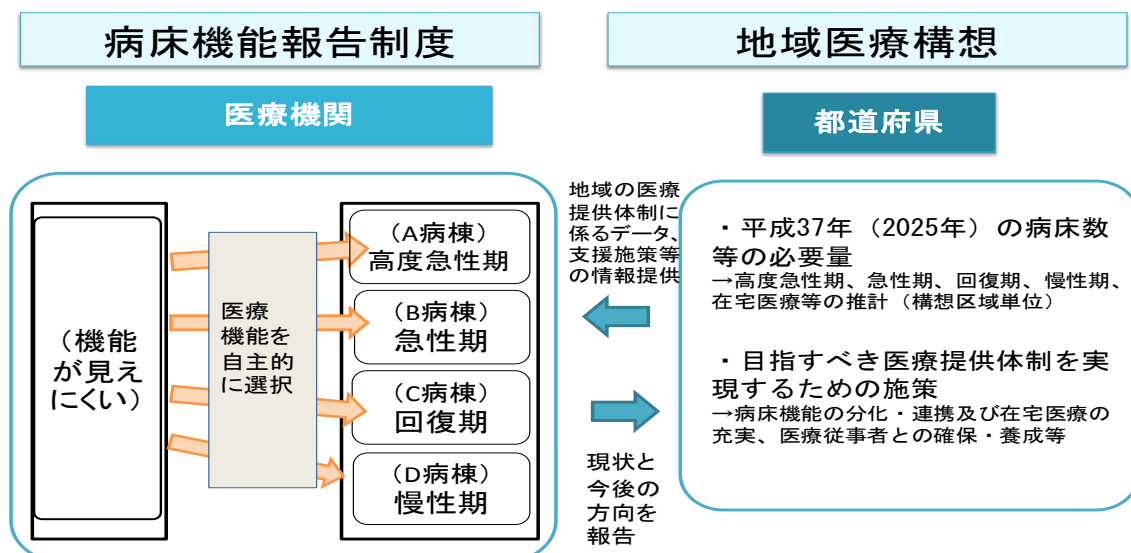 病床機能報告制度
医療機関
(機能
が見え
にくい)
医療
機能を
自主的
に選択
(A病棟)
高度急性期
(B病棟)
急性期
(C病棟)
回復期
(D病棟)
慢性期
地域の医療
提供体制に
係るデータ、
支援施策等
の情報提供
現状と
今後の
方向を
報告
地域医療構想
都道府県
・平成37年(2025年)の病床数
等の必要量
→高度急性期、急性期、回復期、慢性期、
在宅医療等の推計(構想区域単位)
・目指すべき医療提供体制を実
現するための施策
→病床機能の分化・連携及び在宅医療の
充実、医療従事者との確保・養成等